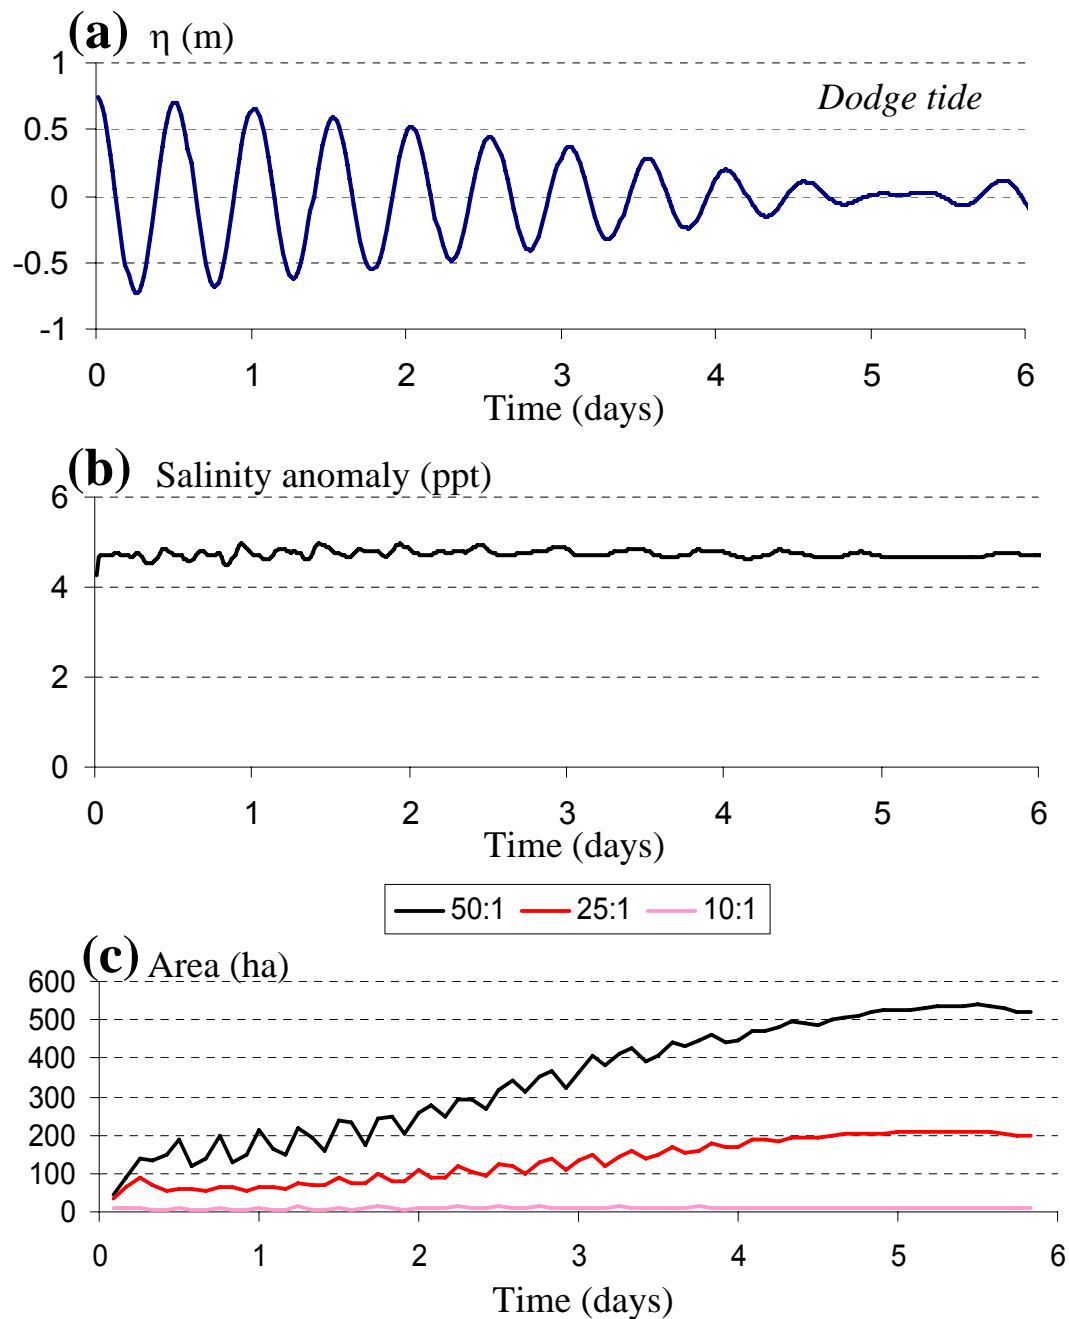 (a) η (m)
1
Dodge tide
0.5
0
-0.5
-1
0 1 2 3 4 5 6
Time (days)
(b) Salinity anomaly (ppt)
6
4
2
0
0 1 2 3 4 5 6
Time (days)
50:1 25:1 10:1
(c) Area (ha)
600
500
400
300
200
100
0
0 1 2 3 4 5 6
Time (days)